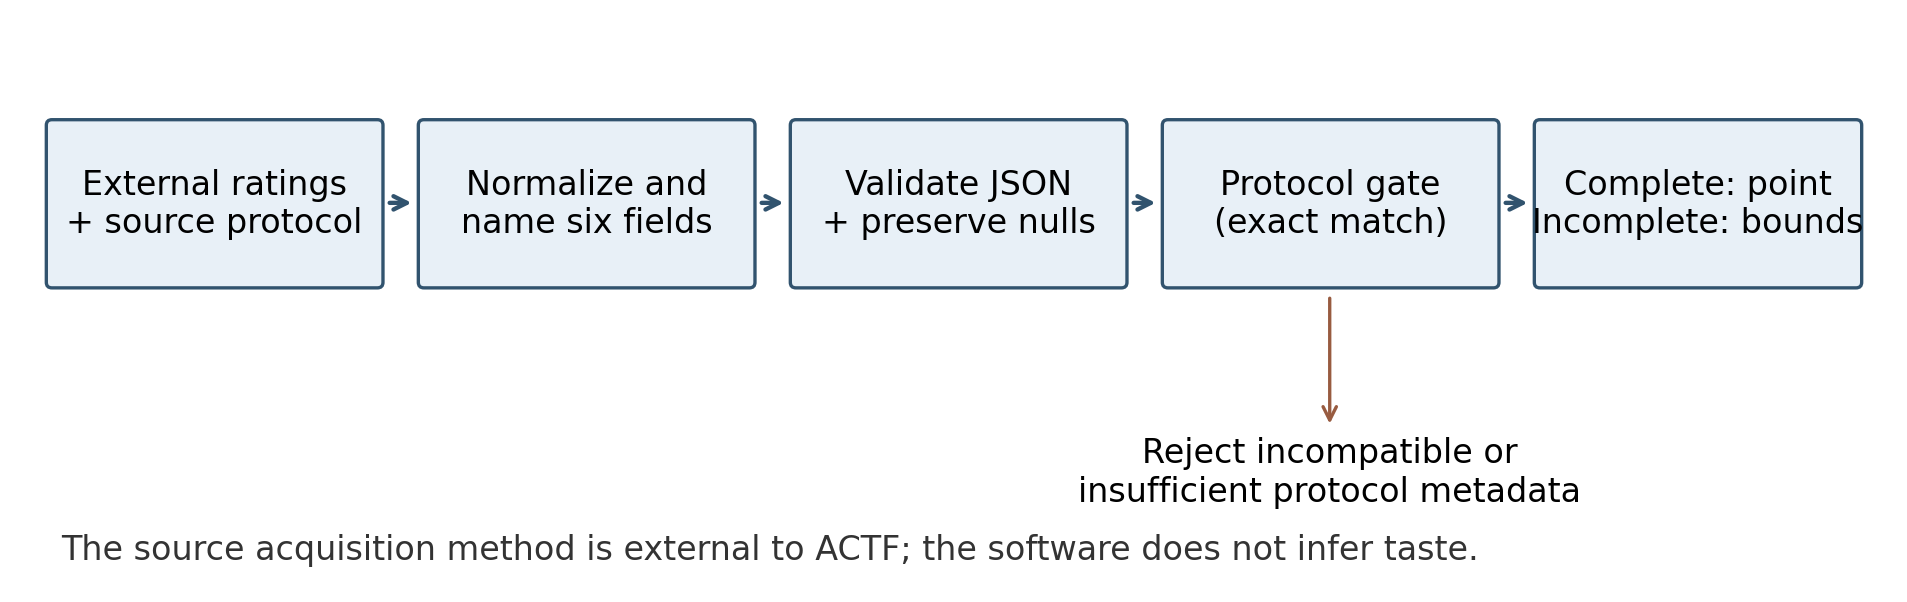 External ratings
+ source protocol
Normalize and
name six fields
Validate JSON
+ preserve nulls
Protocol gate
(exact match)
Complete: point
Incomplete: bounds
Reject incompatible or
insufficient protocol metadata
The source acquisition method is external to ACTF; the software does not infer taste.